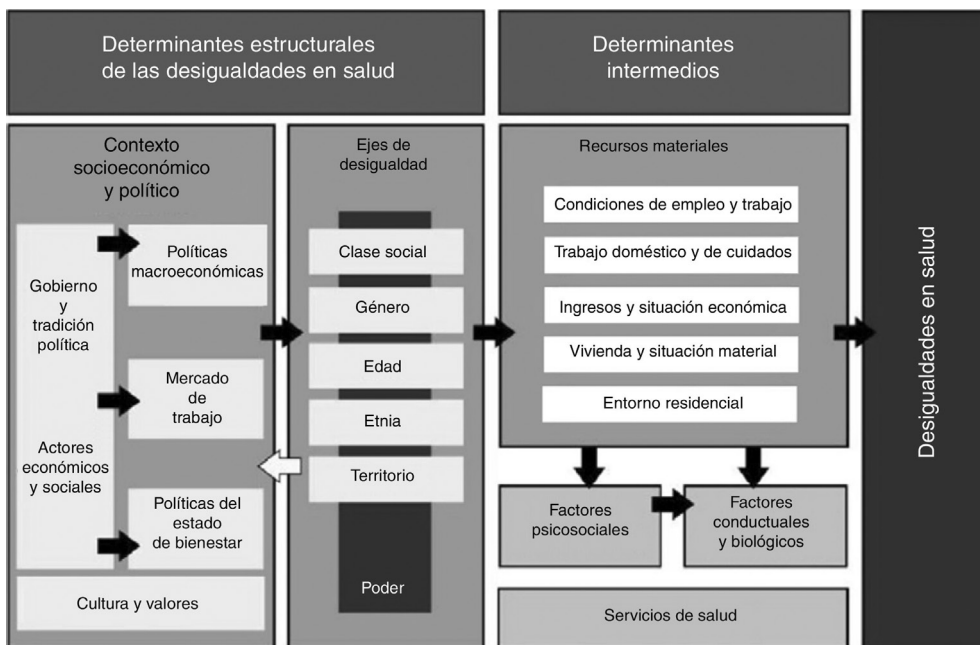 Determinantes estructurales
de las desigualdades en salud
Determinantes
intermedios
Contexto
socioeconómico
y político
Gobierno
y
tradición
política
Actores
económicos
y sociales
Políticas
macroeconómicas
Mercado
de
trabajo
Políticas del
estado
de bienestar
Cultura y valores
Ejes de
desigualdad
Clase social
Género
Edad
Etnia
Territorio
Poder
Recursos materiales
Condiciones de empleo y trabajo
Trabajo doméstico y de cuidados
Ingresos y situación económica
Vivienda y situación material
Entorno residencial
Factores
psicosociales
Factores
conductuales
y biológicos
Servicios de salud
Desigualdades en salud